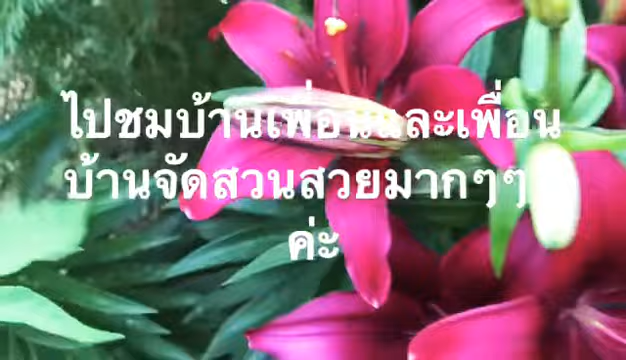 ไปชมบ้านเพื่อนและเพื่อน
บ้านจัดสวนสวยมากๆๆ
ค่ะ